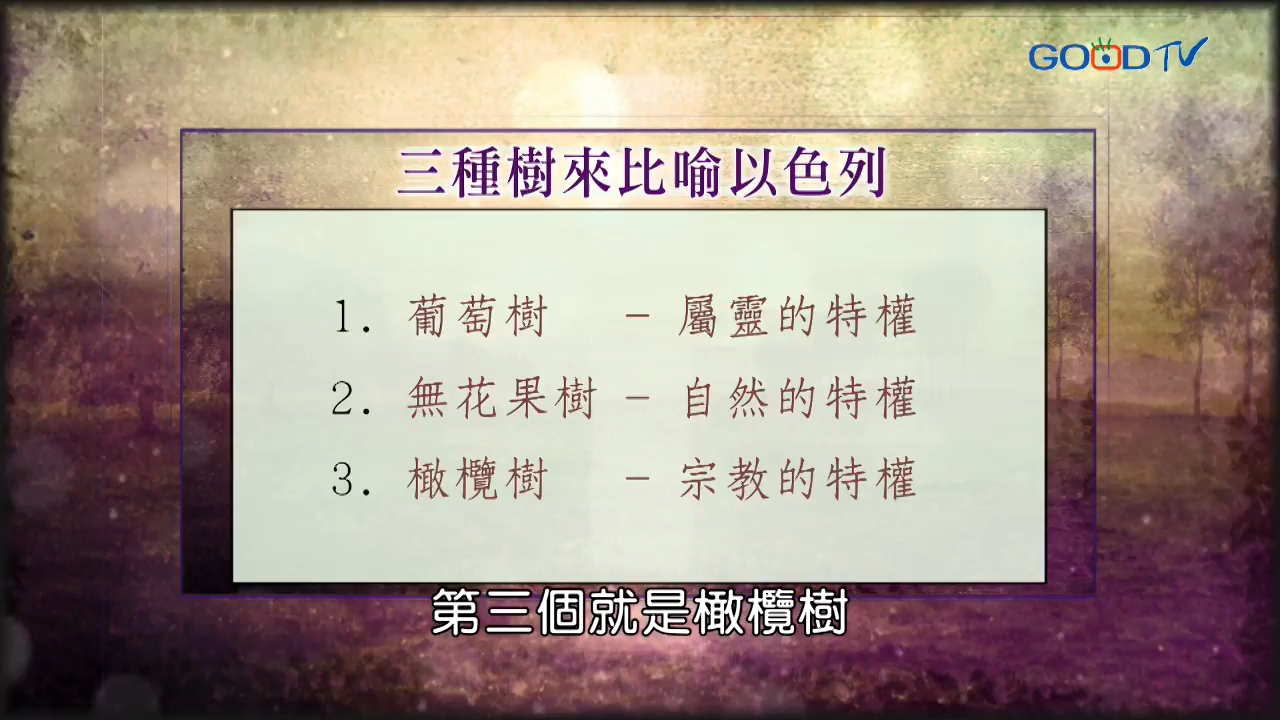 GOOD TV
三種樹來比喻以色列
1. 葡萄樹 - 屬靈的特權
2. 無花果樹 - 自然的特權
3. 橄欖樹 - 宗教的特權
第三個就是橄欖樹